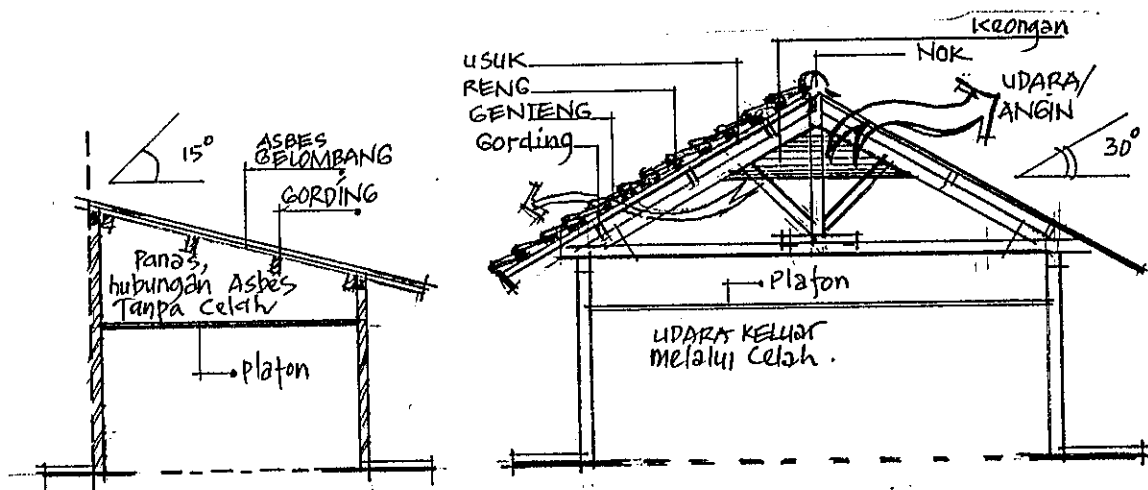 15°
ASBES
GELOMBANG
GORDING
Panas,
hubungan Asbes
Tanpa Celah
platon
Keongan
NOK
USUK
RENG
GENTENG
Gording
UDARA/
ANGIN
30°
Platon
UDARA KELUAR
Melalui Celah.